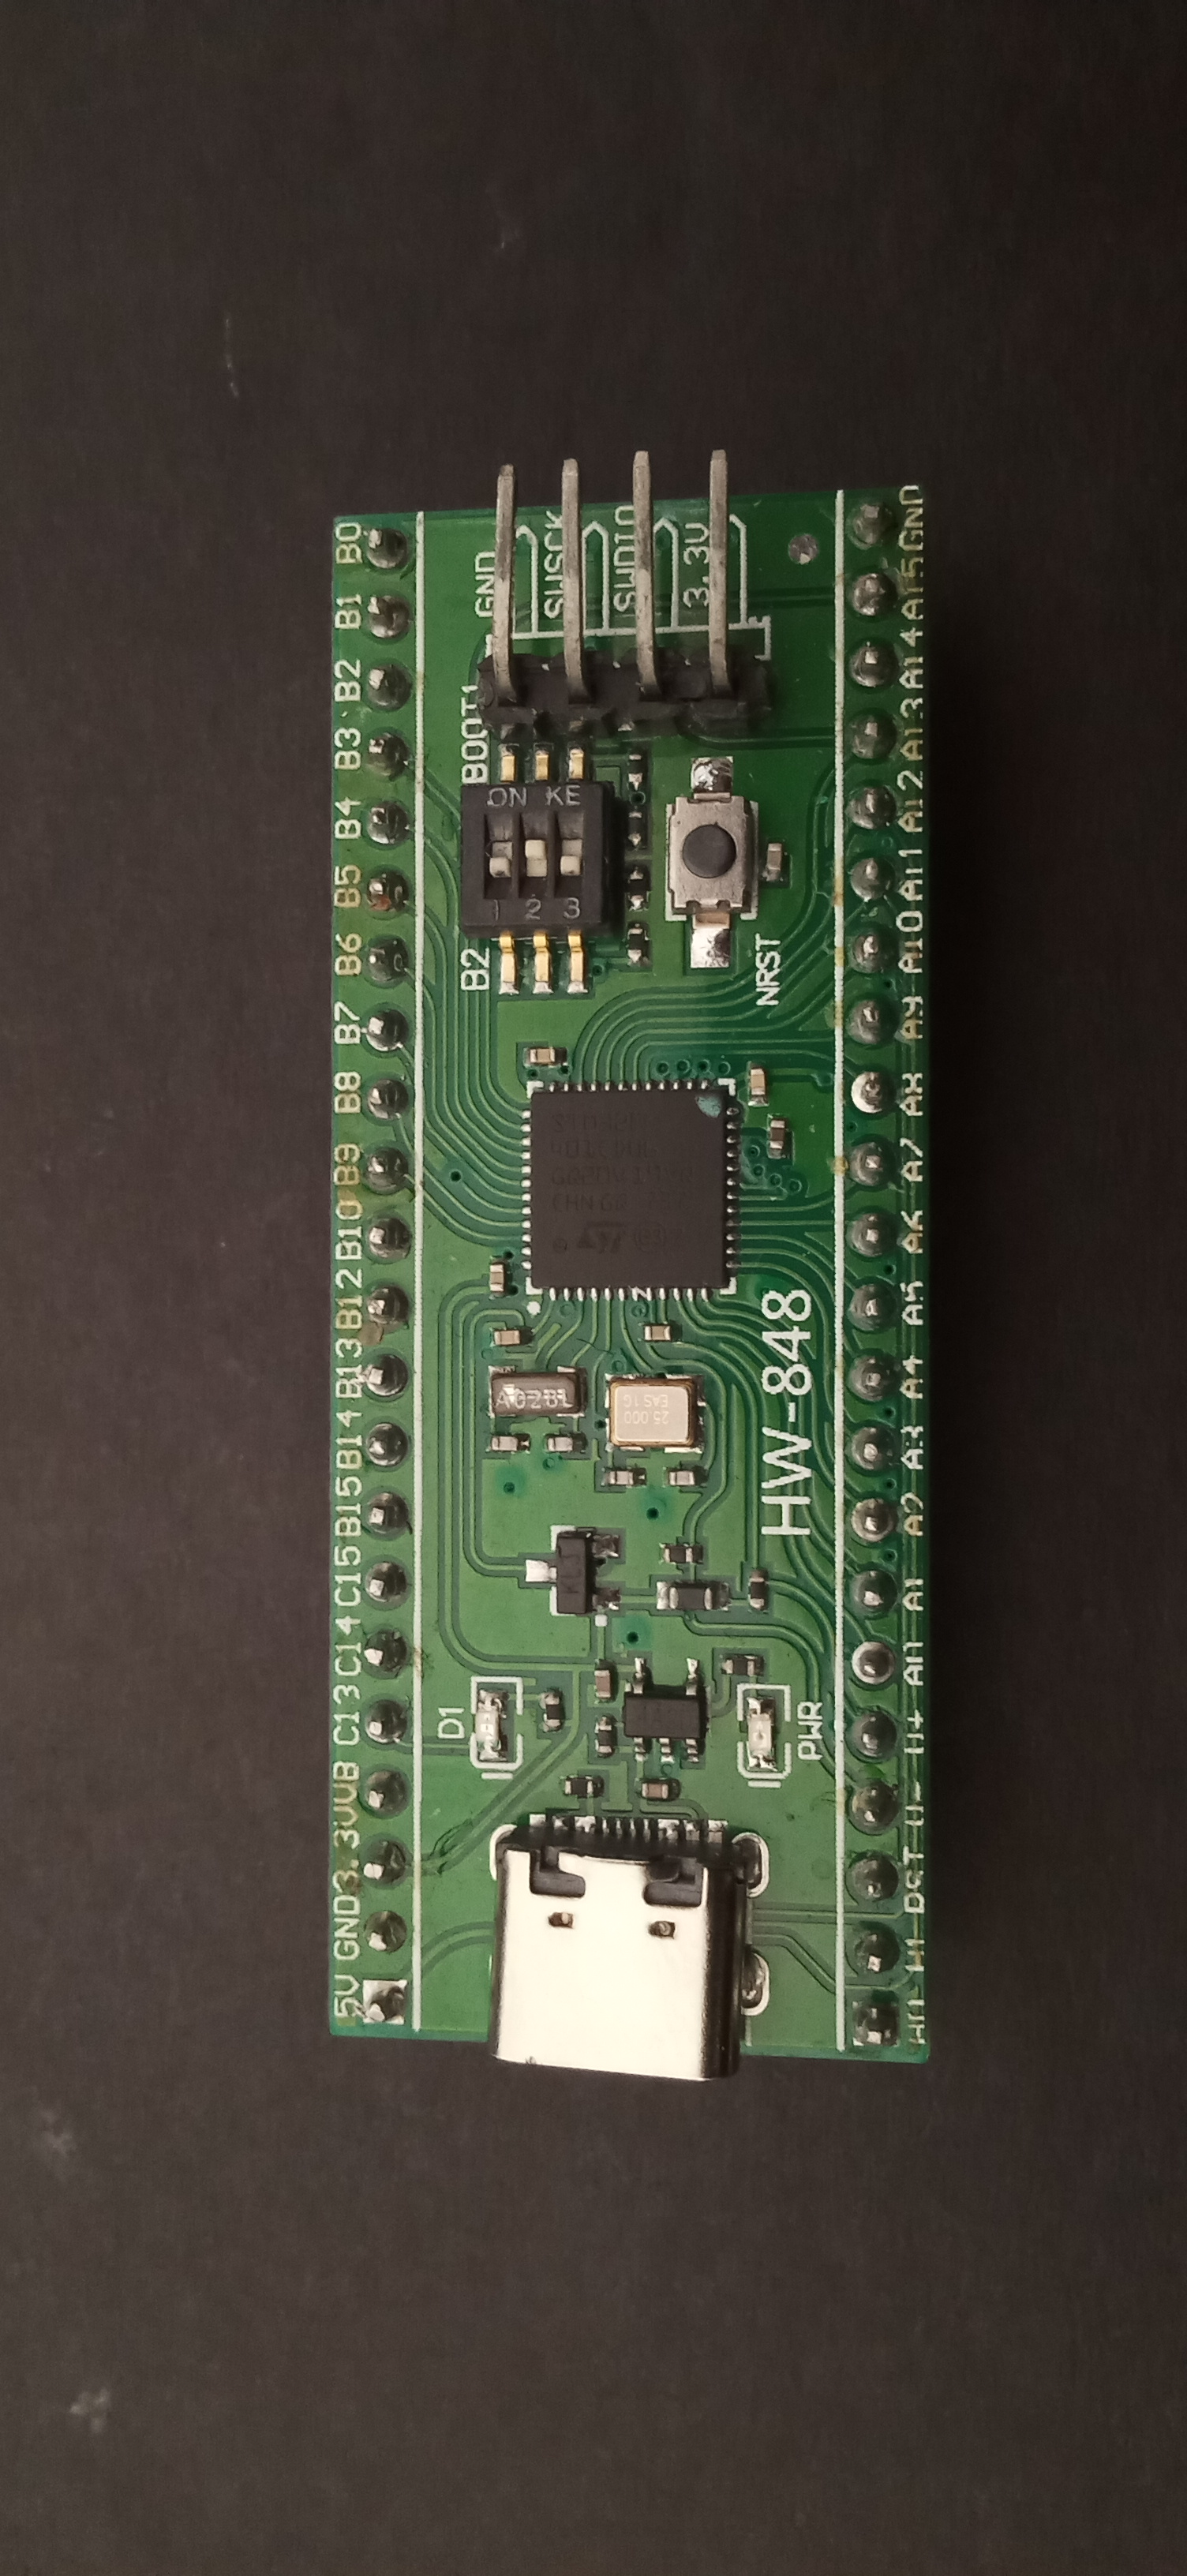 5V GND 3.3V VB C13 C14 C15 B15 B14 B13 B12 B10 B9 B8 B7 B6 B5 B4 B3 B2 B1 B0
D1
B2
BOOT1
1
2
3
ON KE
GND
SWSCK
SWDIO
3.3V
25.000
EAS1G
PWR
HW-848
NRST
H0 H1 RST V- V+ A0 A1 A2 A3 A4 A5 A6 A7 A8 A9 A10 A11 A12 A13 A14 A15 GND